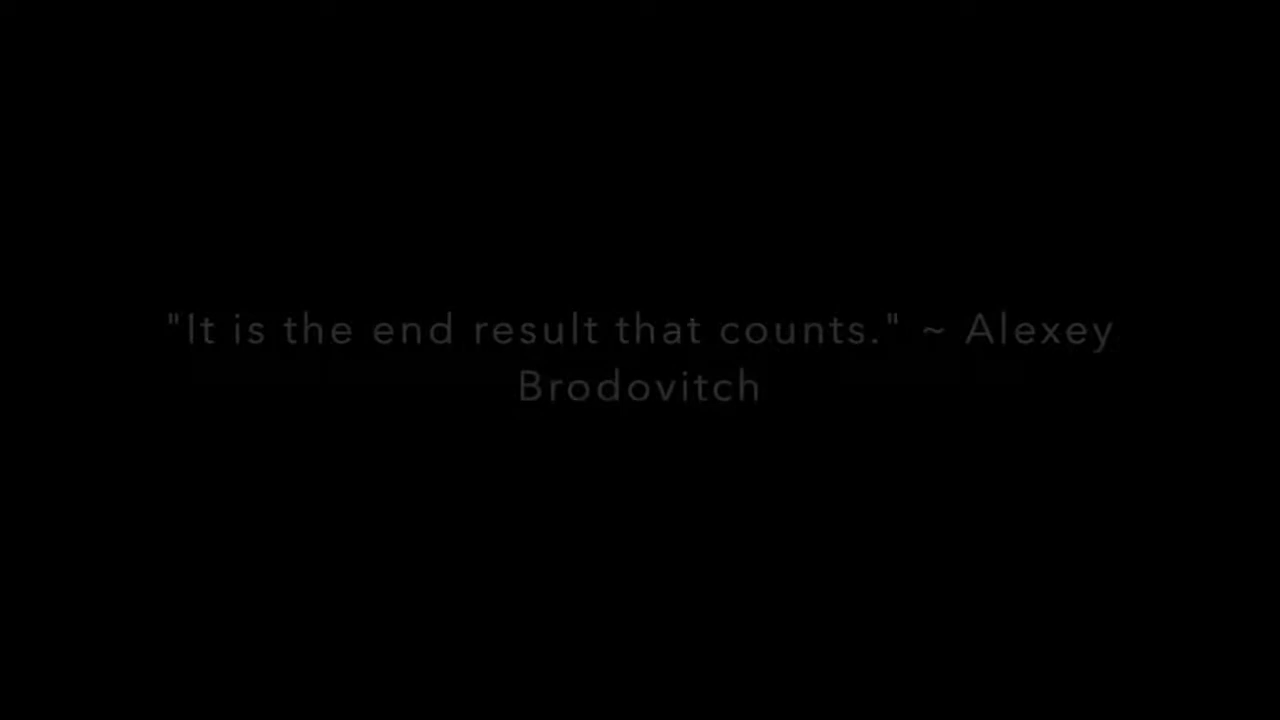 "It is the end result that counts." ~ Alexey
Brodovitch